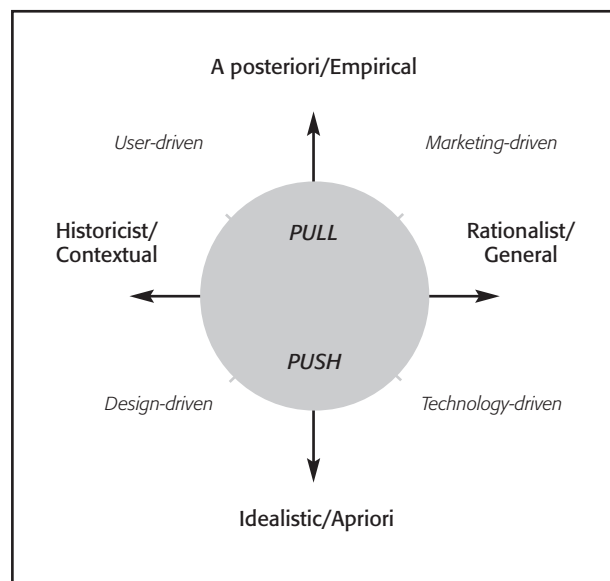 A posteriori/Empirical
User-driven
Marketing-driven
PULL
Historicist/
Contextual
Rationalist/
General
PUSH
Design-driven
Technology-driven
Idealistic/Apriori